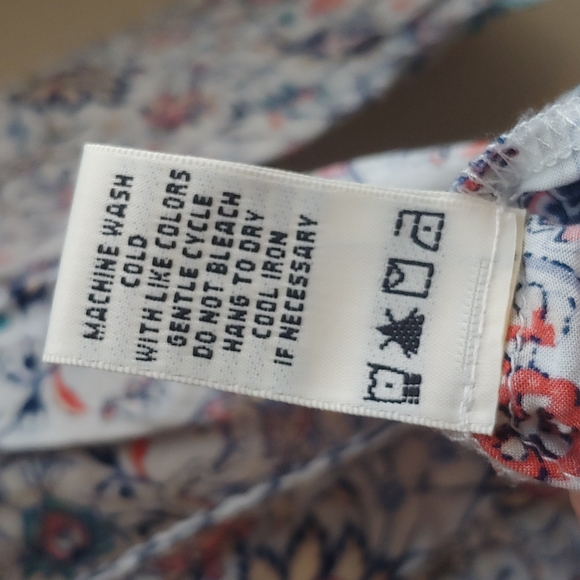 MACHINE WASH
COLD
WITH LIKE COLORS
GENTLE CYCLE
DO NOT BLEACH
HANG TO DRY
COOL IRON
IF NECESSARY